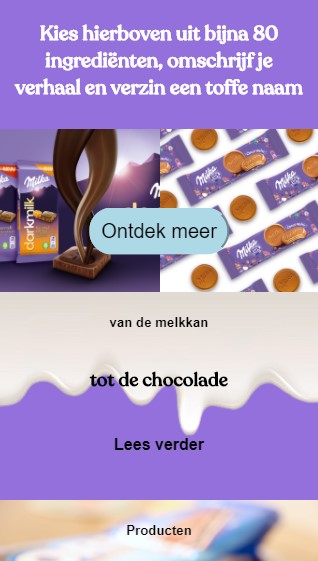 Kies hierboven uit bijna 80
ingrediënten, omschrijf je
verhaal en verzin een toffe naam
Milka
darkmilk
Milka
Milka
Milka
Ontdek meer
van de melkkan
tot de chocolade
Lees verder
Producten